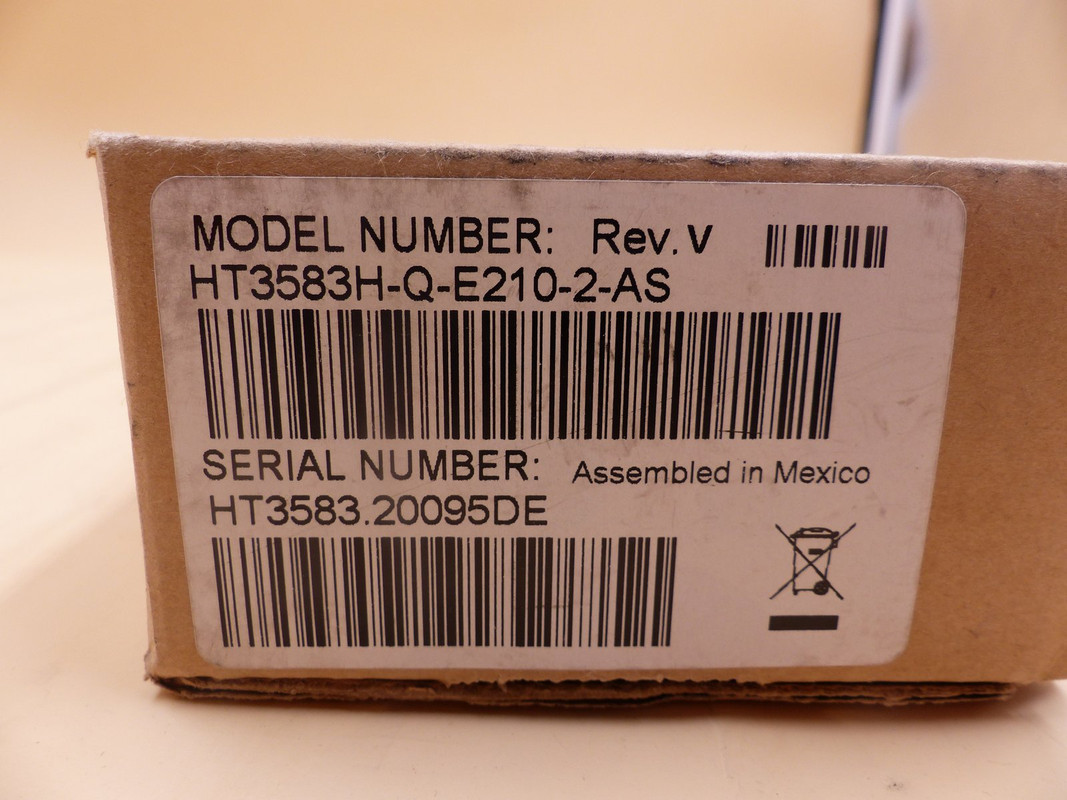 MODEL NUMBER: Rev. V
HT3583H-Q-E210-2-AS
SERIAL NUMBER: Assembled in Mexico
HT3583.20095DE